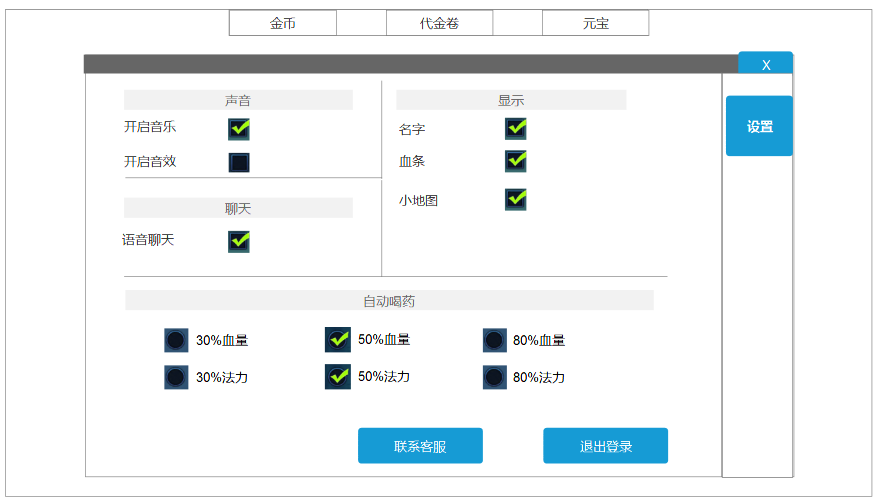 金币 代金卷 元宝
X
设置
声音
开启音乐
开启音效
聊天
语音聊天
显示
名字
血条
小地图
自动喝药
30%血量 50%血量 80%血量
30%法力 50%法力 80%法力
联系客服 退出登录